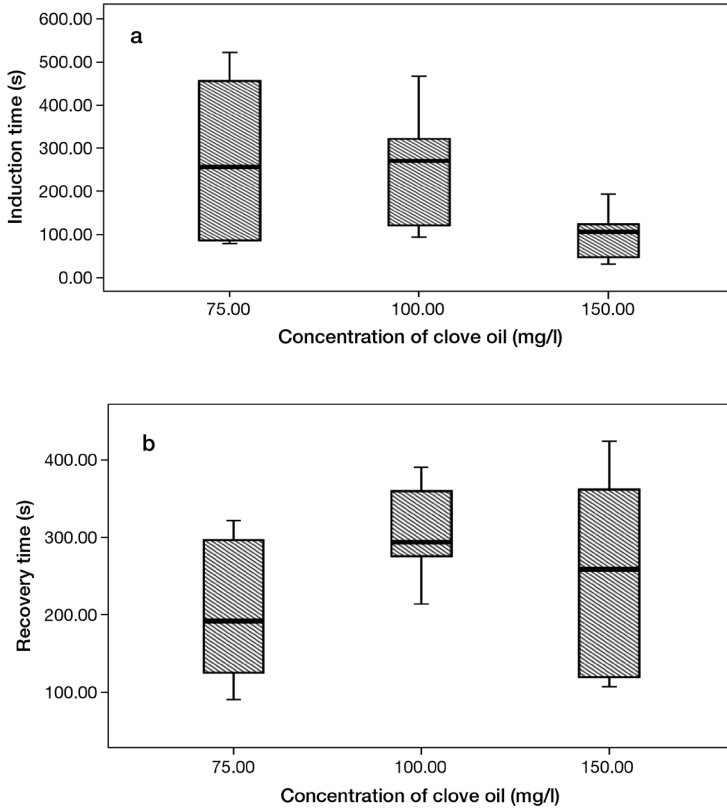 a
600.00
500.00
400.00
300.00
200.00
100.00
0.00
Induction time (s)
75.00 100.00 150.00
Concentration of clove oil (mg/l)
b
400.00
300.00
200.00
100.00
Recovery time (s)
75.00 100.00 150.00
Concentration of clove oil (mg/l)